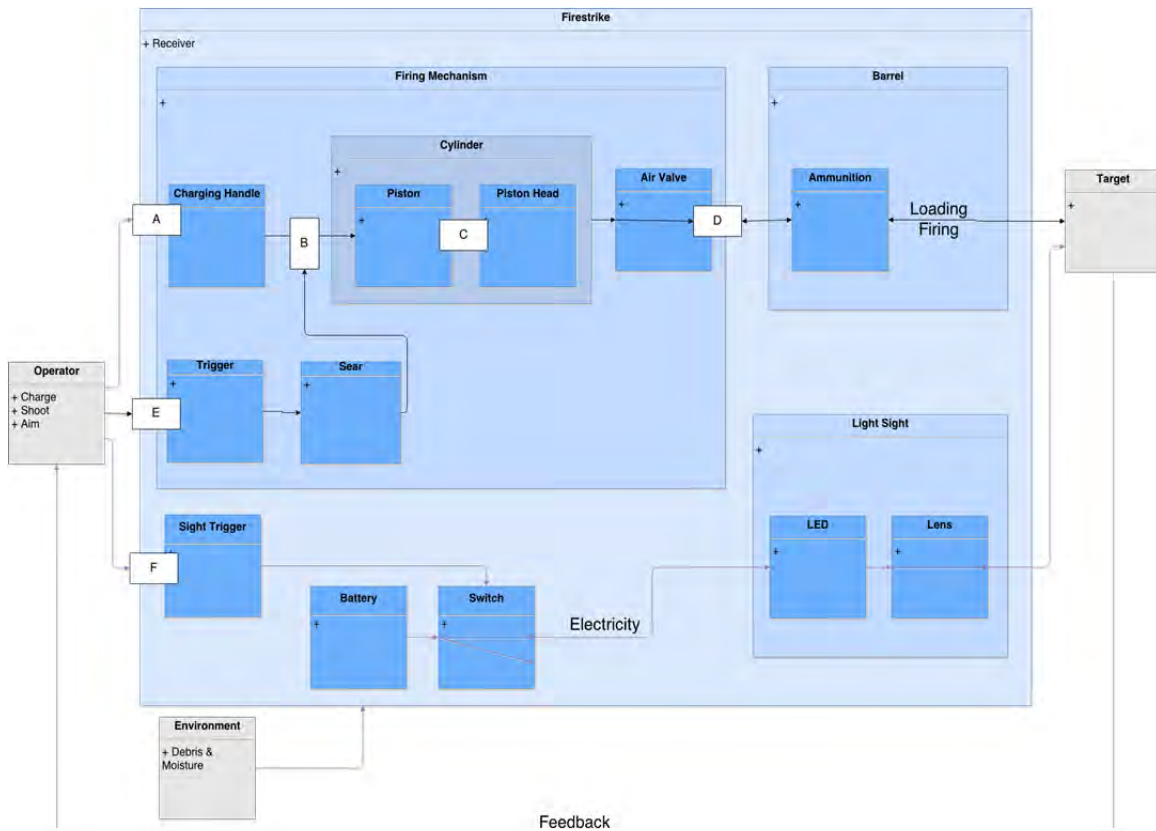 Firestrike
+ Receiver
Firing Mechanism
+
Barrel
+
Cylinder
+
Charging Handle
Piston
+
Piston Head
Air Valve
+
Ammunition
+
Target
+
A
B
C
D
Loading
Firing
Operator
+ Charge
+ Shoot
+ Aim
E
Trigger
+
Sear
+
Light Sight
+
Sight Trigger
F
LED
+
Lens
+
Battery
+
Switch
+
Electricity
Environment
+ Debris &
Moisture
Feedback